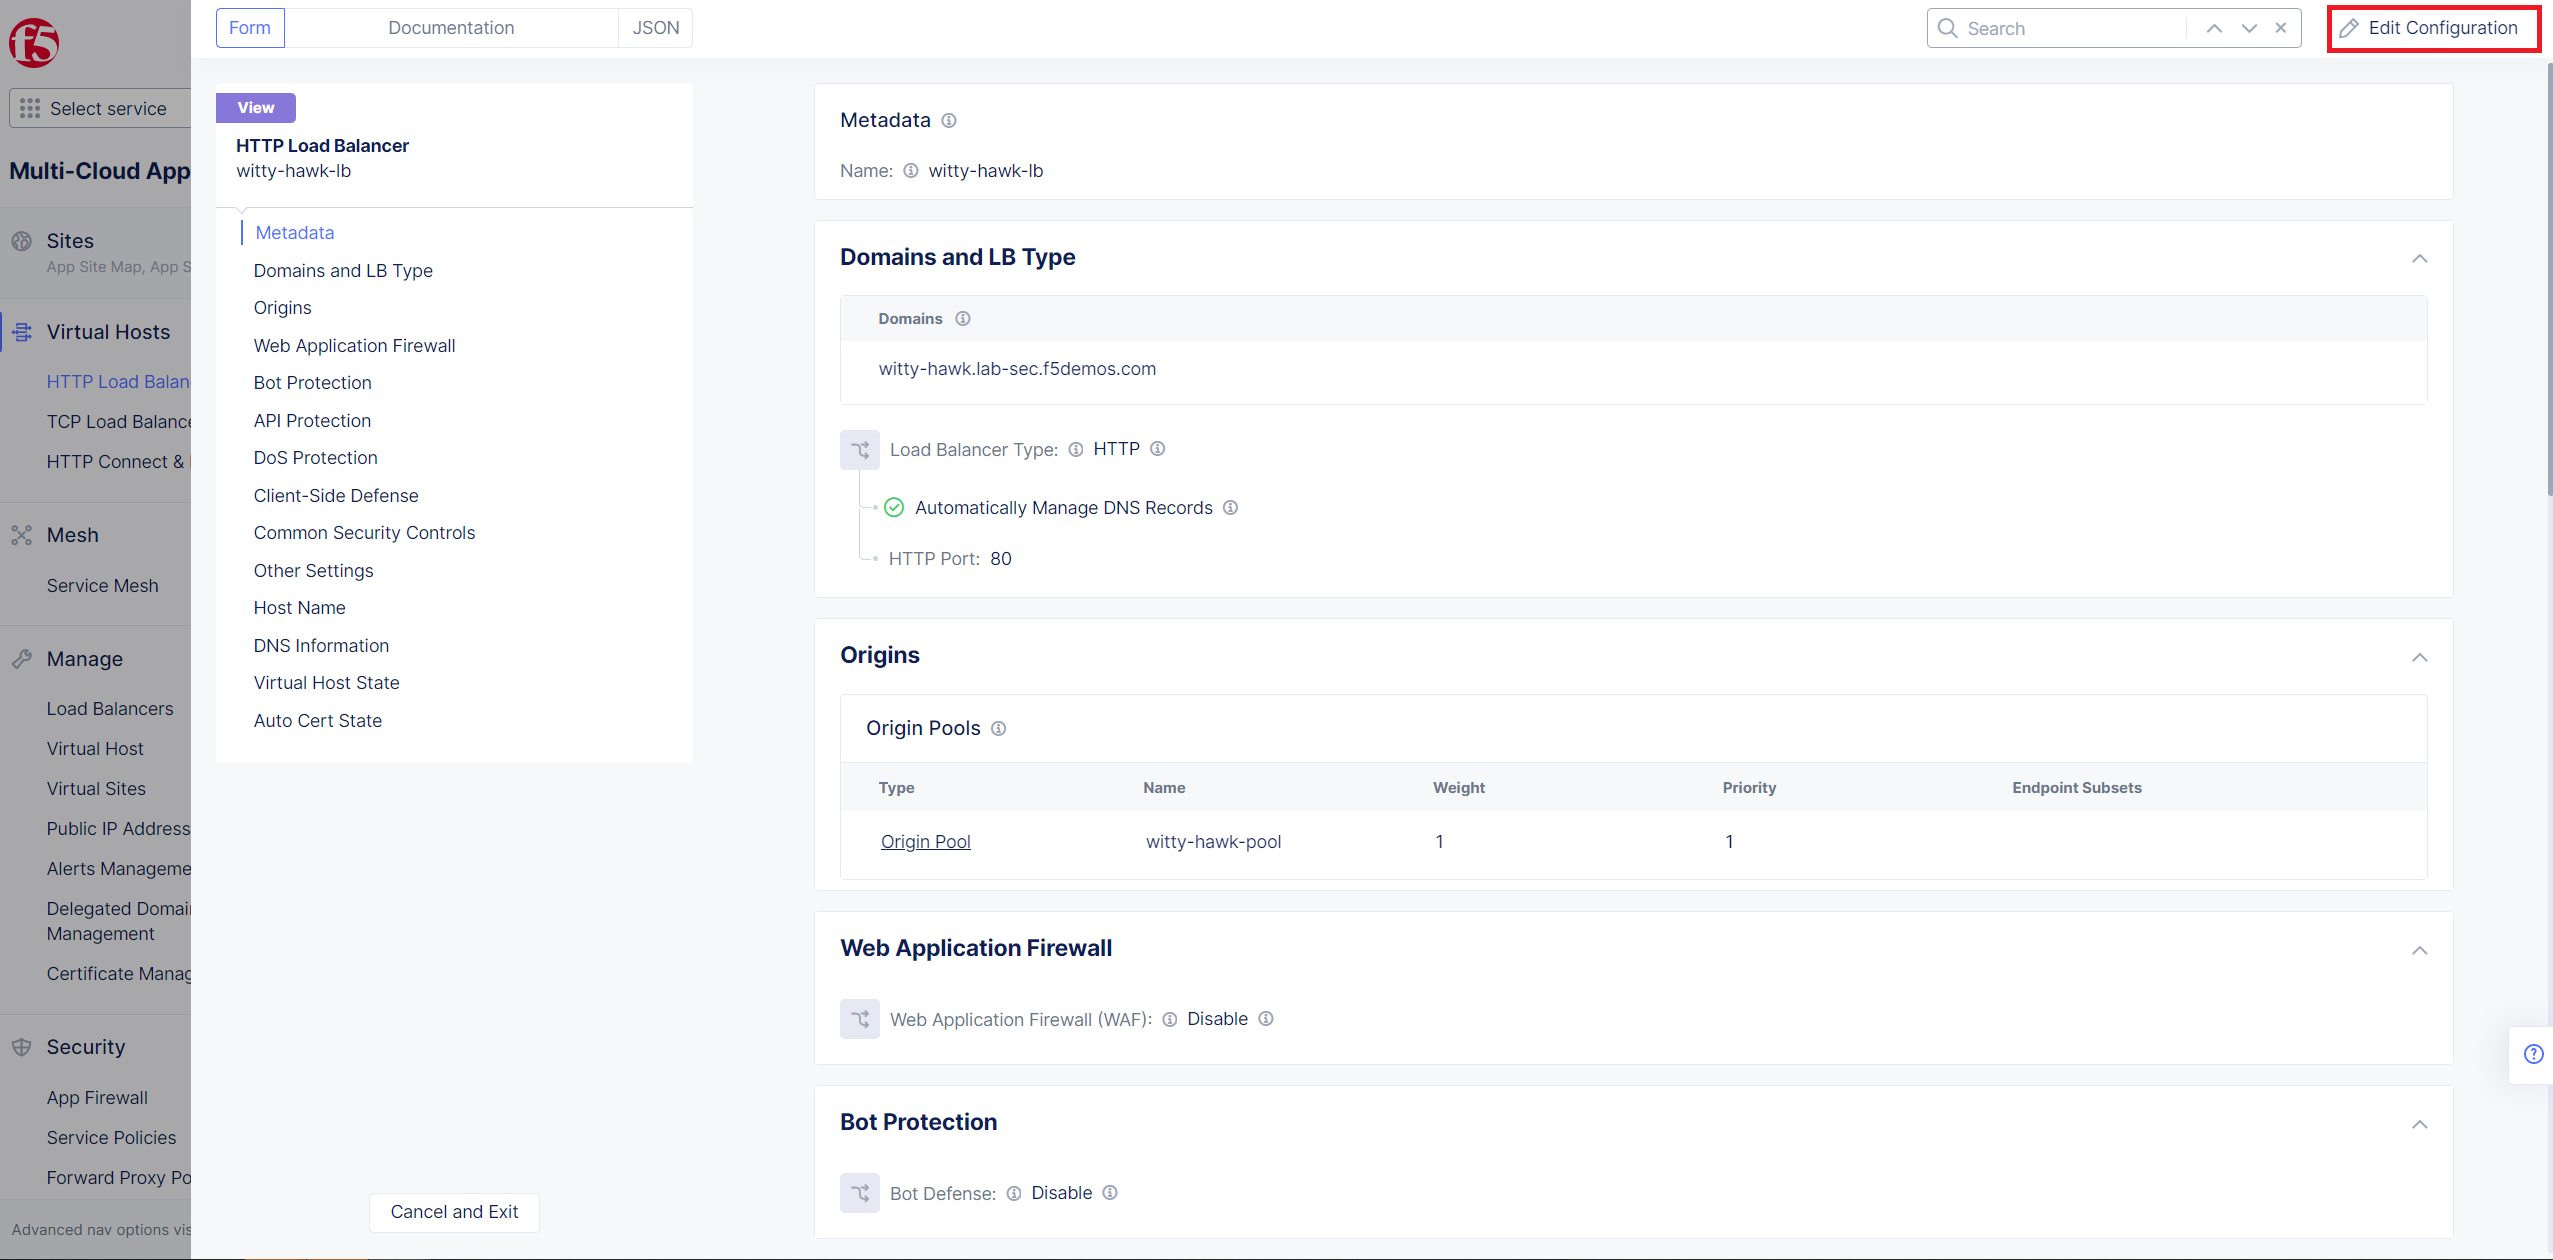 Form
Documentation
JSON
Search
Edit Configuration
f5
Select service
Multi-Cloud App
Sites
App Site Map, App S
Virtual Hosts
HTTP Load Balan
TCP Load Balance
HTTP Connect &
Mesh
Service Mesh
Manage
Load Balancers
Virtual Host
Virtual Sites
Public IP Address
Alerts Manageme
Delegated Domai
Management
Certificate Manag
Security
App Firewall
Service Policies
Forward Proxy Po
Advanced nav options vis
View
HTTP Load Balancer
witty-hawk-lb
Metadata
Domains and LB Type
Origins
Web Application Firewall
Bot Protection
API Protection
DoS Protection
Client-Side Defense
Common Security Controls
Other Settings
Host Name
DNS Information
Virtual Host State
Auto Cert State
Cancel and Exit
Metadata
Name: witty-hawk-lb
Domains and LB Type
Domains
witty-hawk.lab-sec.f5demos.com
Load Balancer Type: HTTP
Automatically Manage DNS Records
HTTP Port: 80
Origins
Origin Pools
Type Name Weight Priority Endpoint Subsets
Origin Pool witty-hawk-pool 1 1
Web Application Firewall
Web Application Firewall (WAF): Disable
Bot Protection
Bot Defense: Disable